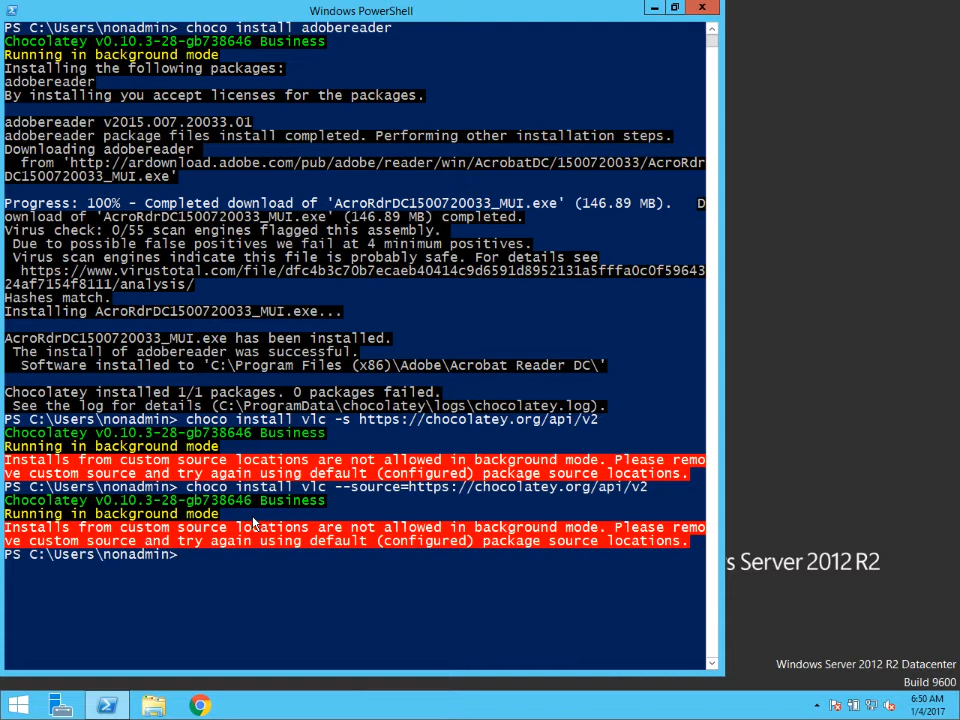 Windows PowerShell
PS C:\Users\nonadmin> choco install adobereader
Chocolatey v0.10.3-28-gb738646 Business
Running in background mode
Installing the following packages:
adobereader
By installing you accept licenses for the packages.
adobereader v2015.007.20033.01
adobereader package files install completed. Performing other installation steps.
Downloading adobereader
from 'http://ardownload.adobe.com/pub/adobe/reader/win/AcrobatDC/1500720033/AcroRdr
DC1500720033_MUI.exe'
Progress: 100% - Completed download of 'AcroRdrDC1500720033_MUI.exe' (146.89 MB). D
ownload of 'AcroRdrDC1500720033_MUI.exe' (146.89 MB) completed.
Virus check: 0/55 scan engines flagged this assembly.
Due to possible false positives we fail at 4 minimum positives.
Virus scan engines indicate this file is probably safe. For details see
https://www.virustotal.com/file/dfc4b3c70b7ecaeb40414c9d6591d8952131a5fffa0c0f59643
24af7154f8111/analysis/
Hashes match.
Installing AcroRdrDC1500720033_MUI.exe...
AcroRdrDC1500720033_MUI.exe has been installed.
The install of adobereader was successful.
Software installed to 'C:\Program Files (x86)\Adobe\Acrobat Reader DC\'
Chocolatey installed 1/1 packages. 0 packages failed.
See the log for details (C:\ProgramData\chocolatey\logs\chocolatey.log).
PS C:\Users\nonadmin> choco install vlc -s https://chocolatey.org/api/v2
Chocolatey v0.10.3-28-gb738646 Business
Running in background mode
Installs from custom source locations are not allowed in background mode. Please remo
ve custom source and try again using default (configured) package source locations.
PS C:\Users\nonadmin> choco install vlc --source=https://chocolatey.org/api/v2
Chocolatey v0.10.3-28-gb738646 Business
Running in background mode
Installs from custom source locations are not allowed in background mode. Please remo
ve custom source and try again using default (configured) package source locations.
PS C:\Users\nonadmin>
s Server 2012 R2
Windows Server 2012 R2 Datacenter
Build 9600
6:50 AM
1/4/2017